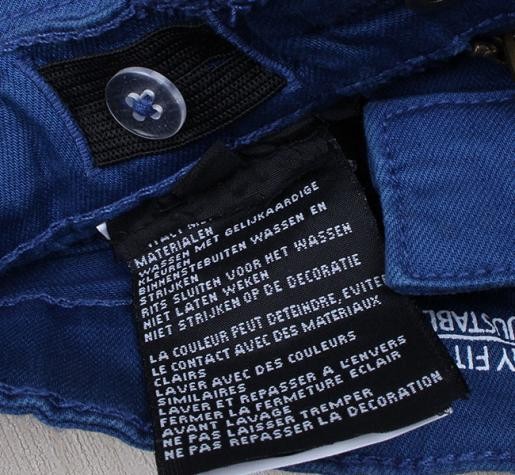 MATERIALEN
WASSEN MET GELIJKAARDIGE
KLEUREN
BINNENSTEBUITEN WASSEN EN
STRIJKEN
RITS SLUITEN VOOR HET WASSEN
NIET LATEN WEKEN
NIET STRIJKEN OP DE DECORATIE
LA COULEUR PEUT DETEINDRE, EVITER
LE CONTACT AVEC DES MATERIAUX
CLAIRS
LAVER AVEC DES COULEURS
SIMILAIRES
LAVER ET REPASSER A L'ENVERS
FERMER LA FERMETURE ECLAIR
AVANT LAVAGE
NE PAS LAISSER TREMPER
NE PAS REPASSER LA DECORATION
Y FIT
JUSTABL